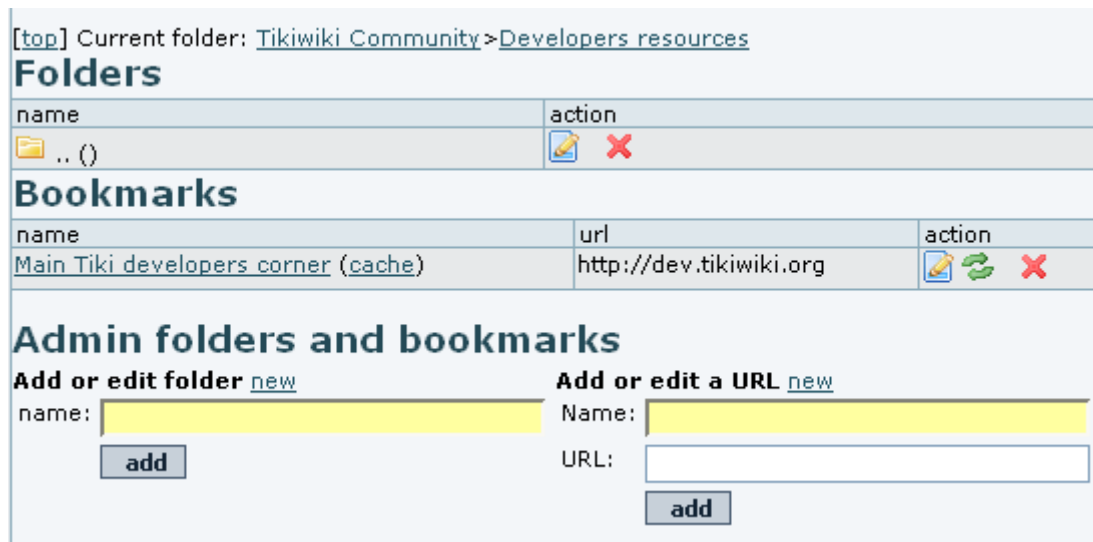 [top] Current folder: Tikiwiki Community>Developers resources
Folders
name action
.. ()
Bookmarks
name url action
Main Tiki developers corner (cache) http://dev.tikiwiki.org
Admin folders and bookmarks
Add or edit folder new Add or edit a URL new
name: Name:
add URL:
add